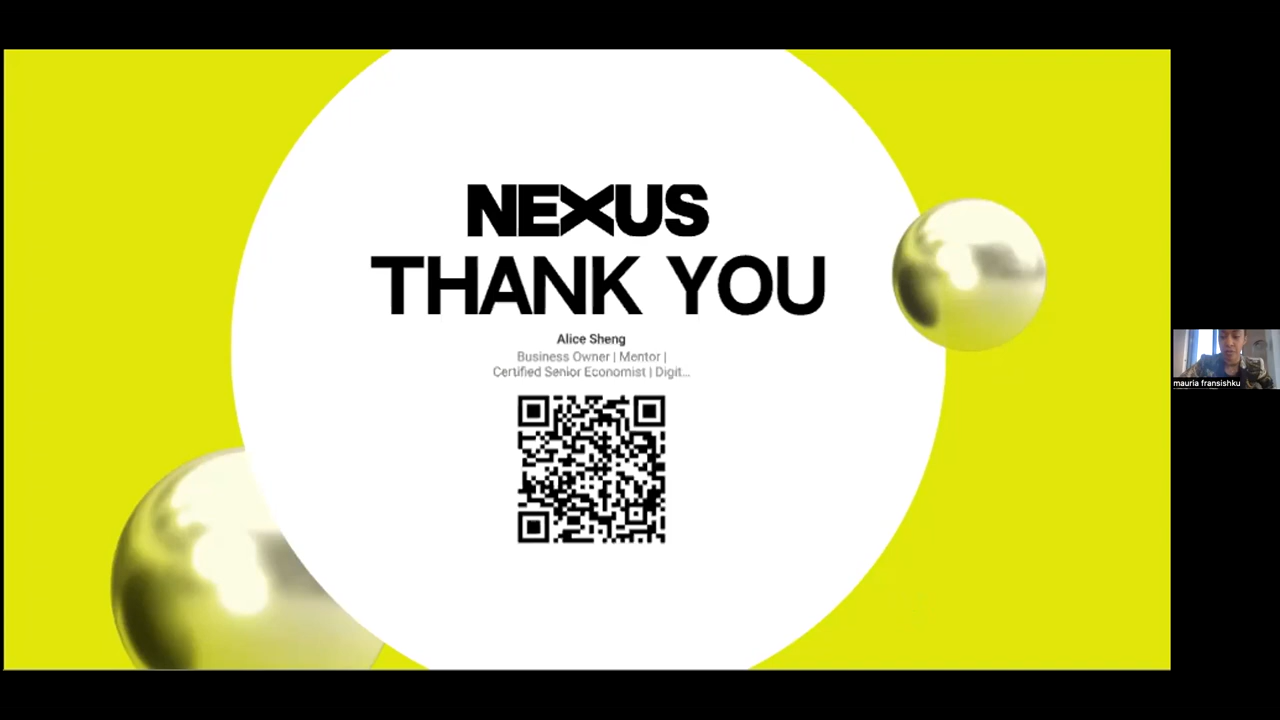 NEXUS
THANK YOU
Alice Sheng
Business Owner | Mentor |
Certified Senior Economist | Digit...
mauria fransishku